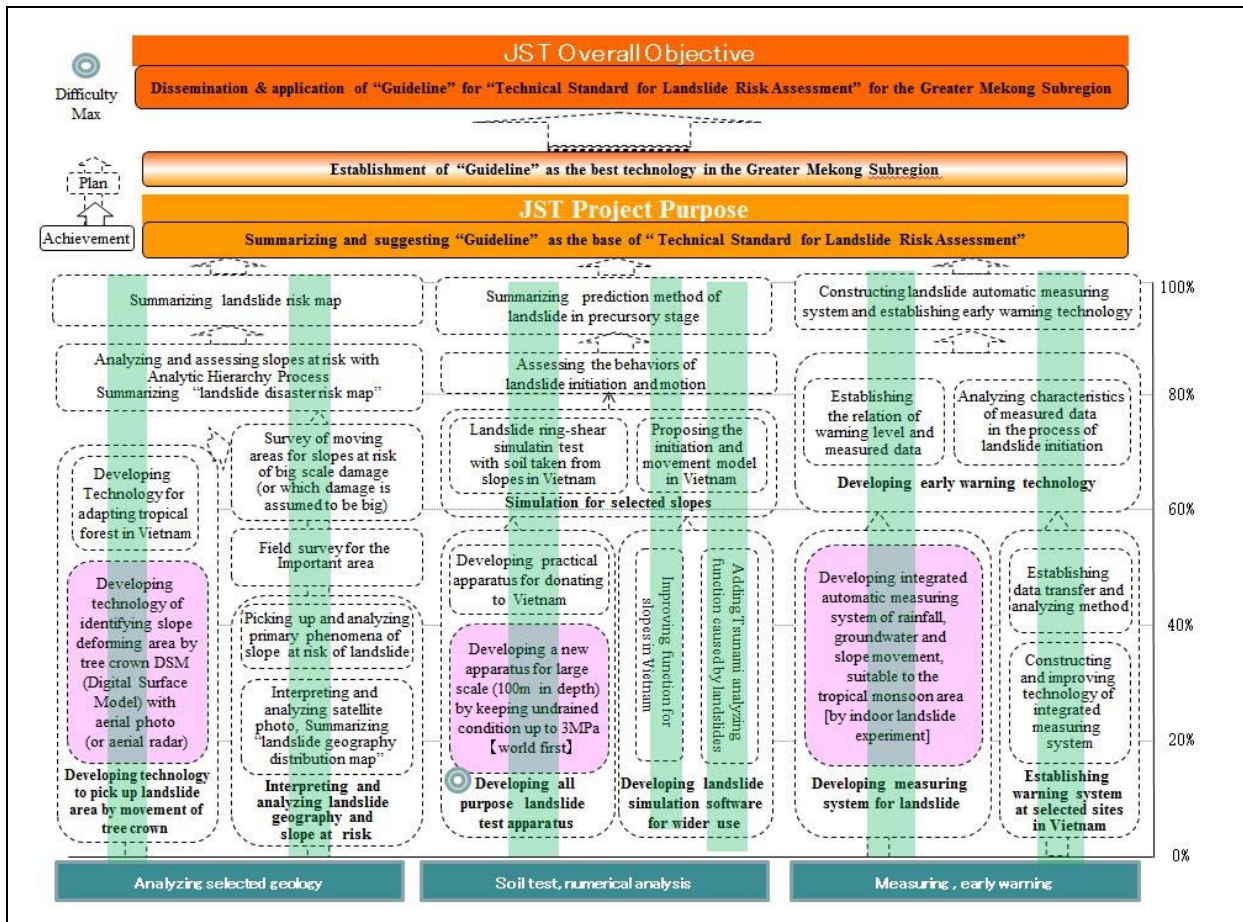 JST Overall Objective
Difficulty
Max
Dissemination & application of “Guideline” for “Technical Standard for Landslide Risk Assessment” for the Greater Mekong Subregion
Plan
Achievement
Establishment of “Guideline” as the best technology in the Greater Mekong Subregion
JST Project Purpose
Summarizing and suggesting “Guideline” as the base of “ Technical Standard for Landslide Risk Assessment”
Summarizing landslide risk map
Analyzing and assessing slopes at risk with
Analytic Hierarchy Process
Summarizing “landslide disaster risk map”
Developing
Technology for
adapting tropical
forest in Vietnam
Developing
technology of
identifying slope
deforming area by
tree crown DSM
(Digital Surface
Model) with
aerial photo
(or aerial radar)
Developing technology
to pick up landslide
area by movement of
tree crown
Survey of moving
areas for slopes at risk
of big scale damage
(or which damage is
assumed to be big)
Field survey for the
Important area
Picking up and analyzing
primary phenomena of
slope at risk of landslide
Interpreting and
analyzing satellite
photo, Summarizing
“landslide geography
distribution map”
Interpreting and
analyzing landslide
geography and
slope at risk
Summarizing prediction method of
landslide in precursory stage
Assessing the behaviors of
landslide initiation and motion
Landslide ring-shear
simulatin test
with soil taken from
slopes in Vietnam
Proposing the
initiation and
movement model
in Vietnam
Simulation for selected slopes
Developing practical
apparatus for donating
to Vietnam
Developing a new
apparatus for large
scale (100m in depth)
by keeping undrained
condition up to 3MPa
【world first】
Developing all
purpose landslide
test apparatus
Improving function for
slopes in Vietnam
Adding Tsunami analyzing
function caused by landslides
Developing landslide
simulation software
for wider use
Constructing landslide automatic measuring
system and establishing early warning technology
Establishing
the relation of
warning level and
measured data
Analyzing characteristics
of measured data
in the process of
landslide initiation
Developing early warning technology
Developing integrated
automatic measuring
system of rainfall,
groundwater and
slope movement,
suitable to the
tropical monsoon area
[by indoor landslide
experiment]
Developing measuring
system for landslide
Establishing
data transfer and
analyzing method
Constructing
and improving
technology of
integrated
measuring
system
Establishing
warning system
at selected sites
in Vietnam
100%
80%
60%
40%
20%
0%
Analyzing selected geology
Soil test, numerical analysis
Measuring , early warning